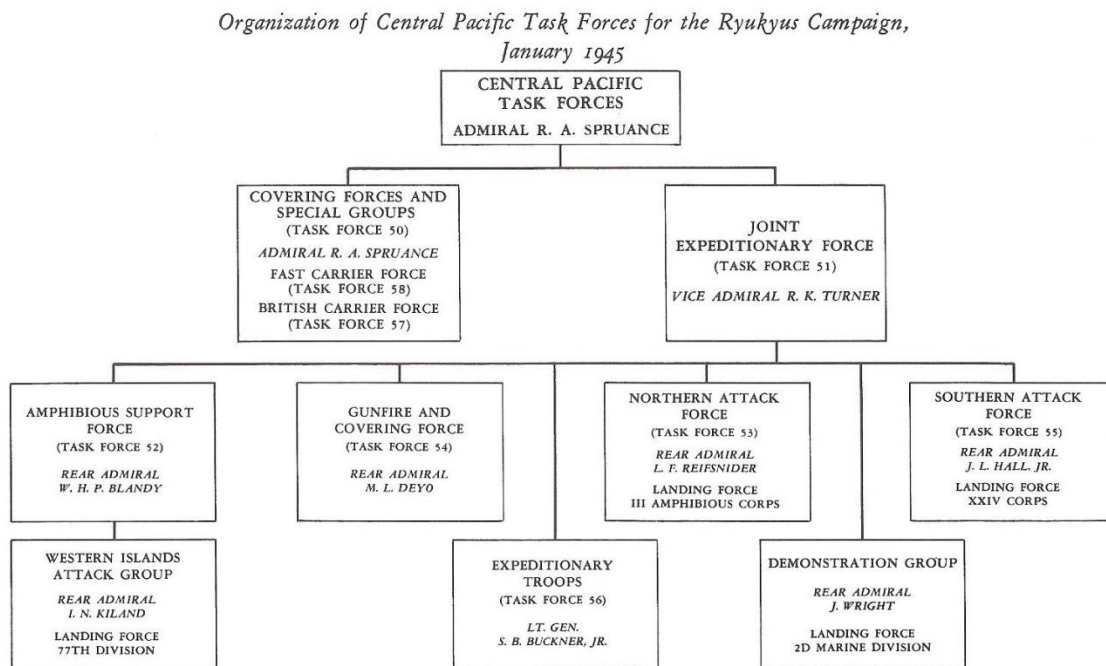 Organization of Central Pacific Task Forces for the Ryukyus Campaign,
January 1945
CENTRAL PACIFIC
TASK FORCES
ADMIRAL R. A. SPRUANCE
COVERING FORCES AND
SPECIAL GROUPS
(TASK FORCE 50)
ADMIRAL R. A. SPRUANCE
FAST CARRIER FORCE
(TASK FORCE 58)
BRITISH CARRIER FORCE
(TASK FORCE 57)
JOINT
EXPEDITIONARY FORCE
(TASK FORCE 51)
VICE ADMIRAL R. K. TURNER
AMPHIBIOUS SUPPORT
FORCE
(TASK FORCE 52)
REAR ADMIRAL
W. H. P. BLANDY
GUNFIRE AND
COVERING FORCE
(TASK FORCE 54)
REAR ADMIRAL
M. L. DEYO
NORTHERN ATTACK
FORCE
(TASK FORCE 53)
REAR ADMIRAL
L. F. REIFSNIDER
LANDING FORCE
III AMPHIBIOUS CORPS
SOUTHERN ATTACK
FORCE
(TASK FORCE 55)
REAR ADMIRAL
J. L. HALL. JR.
LANDING FORCE
XXIV CORPS
WESTERN ISLANDS
ATTACK GROUP
REAR ADMIRAL
I. N. KILAND
LANDING FORCE
77TH DIVISION
EXPEDITIONARY
TROOPS
(TASK FORCE 56)
LT. GEN.
S. B. BUCKNER, JR.
DEMONSTRATION GROUP
REAR ADMIRAL
J. WRIGHT
LANDING FORCE
2D MARINE DIVISION